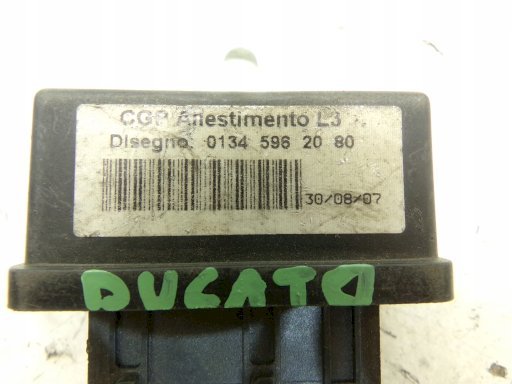 CGP Allestimento L3
Disegno: 0134 596 20 80
30/08/07
DUCATO